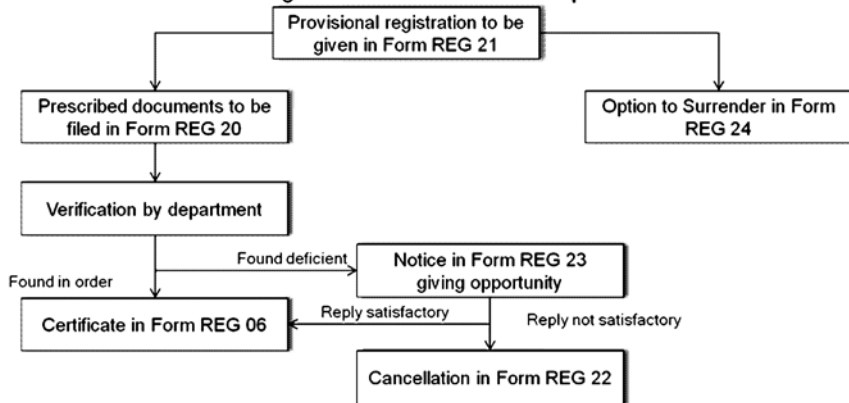 Provisional registration to be
given in Form REG 21
Prescribed documents to be
filed in Form REG 20
Option to Surrender in Form
REG 24
Verification by department
Found deficient
Notice in Form REG 23
giving opportunity
Found in order
Certificate in Form REG 06
Reply satisfactory
Reply not satisfactory
Cancellation in Form REG 22